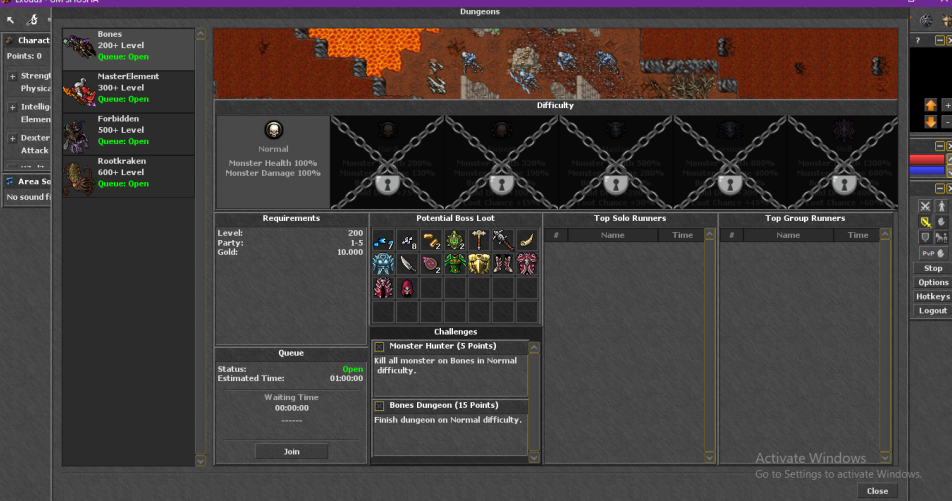 Dungeons
Charact
Points: 0
Strengt
Physica
Intellig
Elemen
Dexter
Attack
Area So
No sound fi
Bones
200+ Level
Queue: Open
MasterElement
300+ Level
Queue: Open
Forbidden
500+ Level
Queue: Open
Rootkraken
600+ Level
Queue: Open
Difficulty
Normal
Monster Health 100%
Monster Damage 100%
Requirements
Level: 200
Party: 1-5
Gold: 10.000
Queue
Status: Open
Estimated Time: 01:00:00
Waiting Time
00:00:00
------
Join
Potential Boss Loot
7 8 2 2
2
Challenges
Monster Hunter (5 Points)
Kill all monster on Bones in Normal
difficulty.
Bones Dungeon (15 Points)
Finish dungeon on Normal difficulty.
Top Solo Runners
# Name Time
Top Group Runners
# Name Time
?
PvP
Stop
Options
Hotkeys
Logout
Activate Windows
Go to Settings to activate Windows.
Close